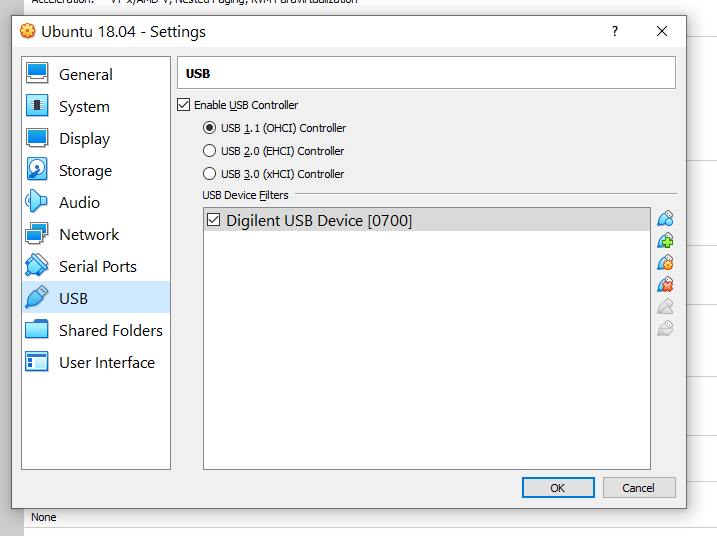 Acceleration: VT-x/AMD-V, Nested Paging, KVM Paravirtualization
Ubuntu 18.04 - Settings
?
General
System
Display
Storage
Audio
Network
Serial Ports
USB
Shared Folders
User Interface
USB
Enable USB Controller
USB 1.1 (OHCI) Controller
USB 2.0 (EHCI) Controller
USB 3.0 (xHCI) Controller
USB Device Filters
Digilent USB Device [0700]
OK
Cancel
None